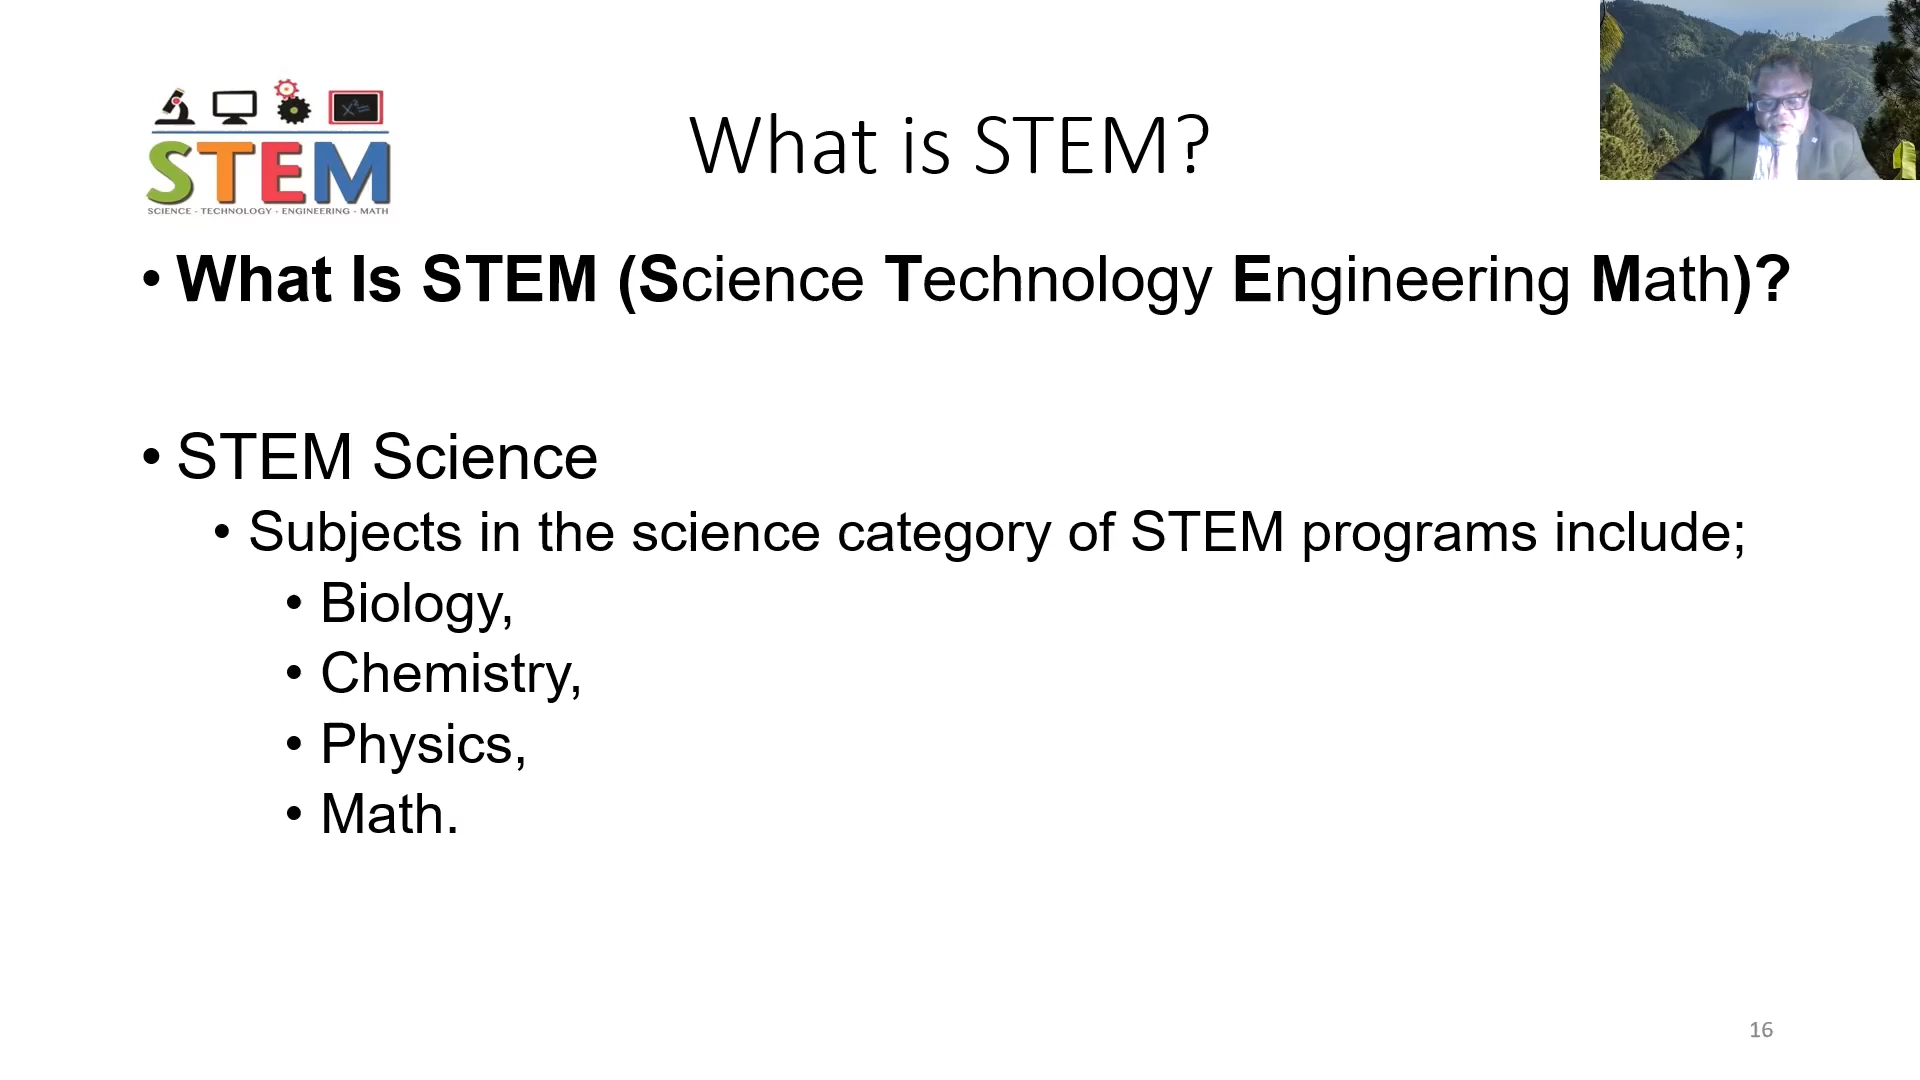 What is STEM?
STEM
SCIENCE - TECHNOLOGY - ENGINEERING - MATH
• What Is STEM (Science Technology Engineering Math)?
• STEM Science
• Subjects in the science category of STEM programs include;
• Biology,
• Chemistry,
• Physics,
• Math.
16